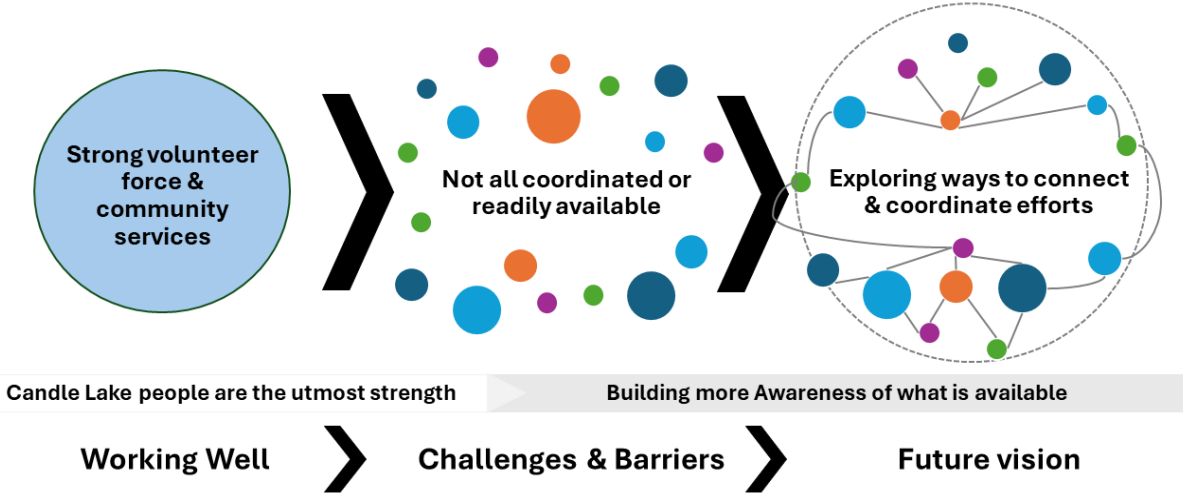 Strong volunteer
force &
community
services
Not all coordinated or
readily available
Exploring ways to connect
& coordinate efforts
Candle Lake people are the utmost strength
Building more Awareness of what is available
Working Well
Challenges & Barriers
Future vision